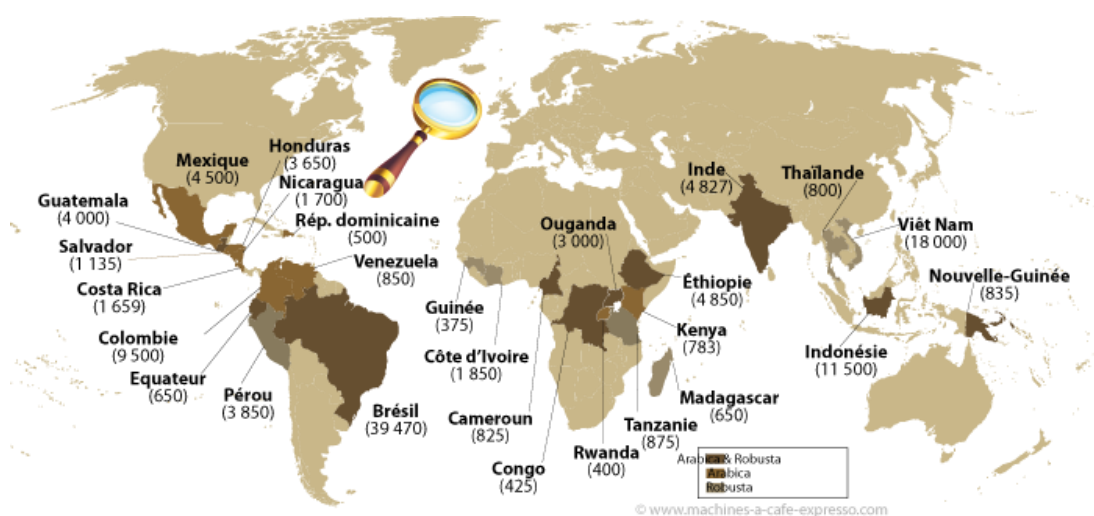 Mexique
(4 500)
Honduras
(3 650)
Nicaragua
(1 700)
Guatemala
(4 000)
Rép. dominicaine
(500)
Salvador
(1 135)
Venezuela
(850)
Costa Rica
(1 659)
Colombie
(9 500)
Equateur
(650)
Pérou
(3 850)
Brésil
(39 470)
Guinée
(375)
Côte d'Ivoire
(1 850)
Cameroun
(825)
Congo
(425)
Rwanda
(400)
Tanzanie
(875)
Madagascar
(650)
Kenya
(783)
Éthiopie
(4 850)
Ouganda
(3 000)
Inde
(4 827)
Thaïlande
(800)
Viêt Nam
(18 000)
Nouvelle-Guinée
(835)
Indonésie
(11 500)
Arabica & Robusta
Arabica
Robusta
© www.machines-a-cafe-expresso.com